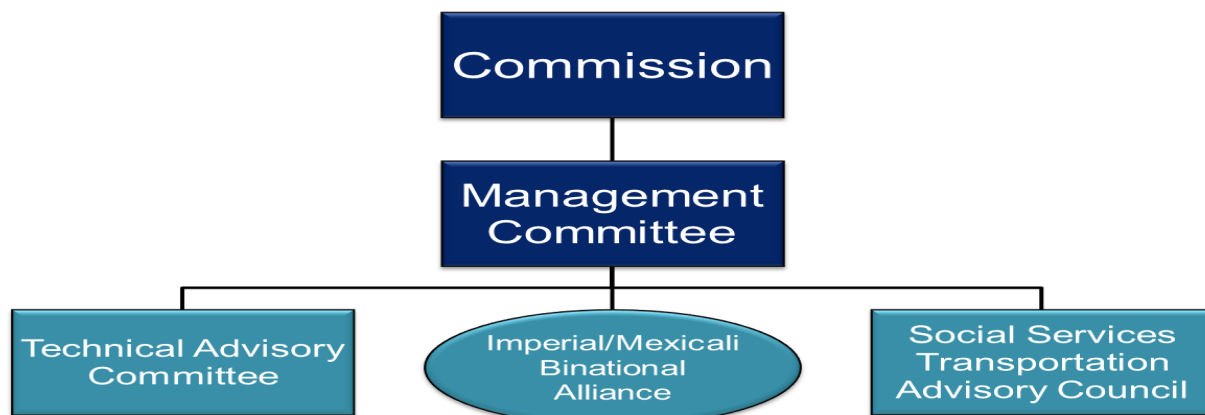 Commission
Management
Committee
Technical Advisory
Committee
Imperial/Mexicali
Binational
Alliance
Social Services
Transportation
Advisory Council